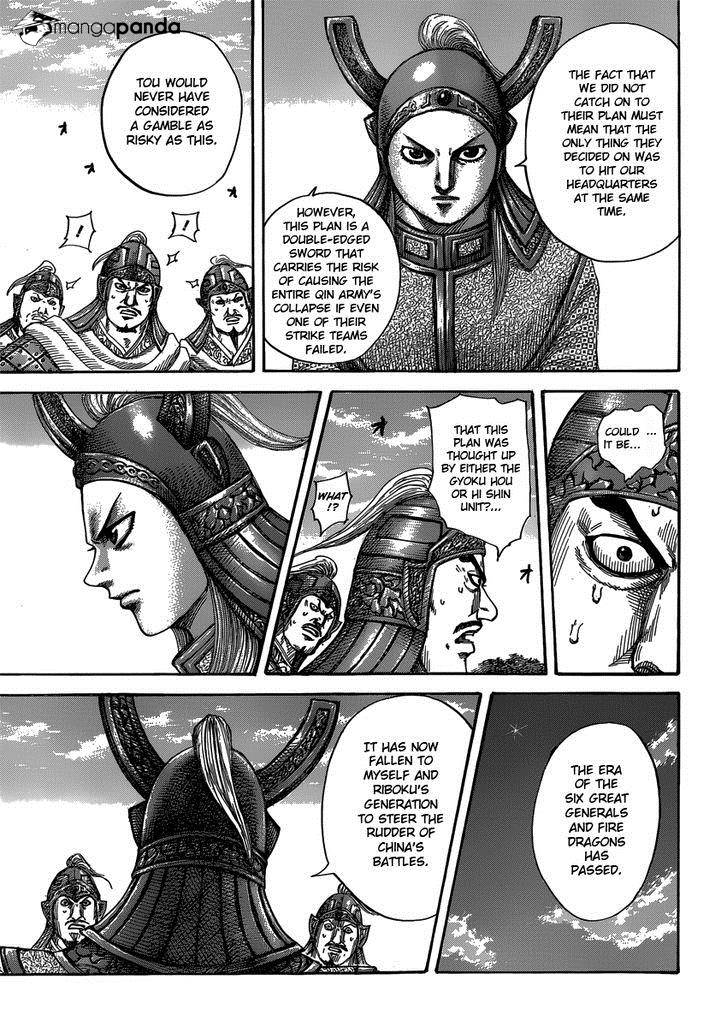 mangapanda
THE FACT THAT
WE DID NOT
CATCH ON TO
THEIR PLAN MUST
MEAN THAT THE
ONLY THING THEY
DECIDED ON WAS
TO HIT OUR
HEADQUARTERS
AT THE SAME
TIME.
HOWEVER,
THIS PLAN IS A
DOUBLE-EDGED
SWORD THAT
CARRIES THE RISK
OF CAUSING THE
ENTIRE QIN ARMY'S
COLLAPSE IF EVEN
ONE OF THEIR
STRIKE TEAMS
FAILED.
TOU WOULD
NEVER HAVE
CONSIDERED
A GAMBLE AS
RISKY AS THIS.
!
!
COULD ...
IT BE...
THAT THIS
PLAN WAS
THOUGHT UP
BY EITHER THE
GYOKU HOU
OR HI SHIN
UNIT?...
WHAT
!?
THE ERA
OF THE
SIX GREAT
GENERALS
AND FIRE
DRAGONS
HAS
PASSED.
IT HAS NOW
FALLEN TO
MYSELF AND
RIBOKU'S
GENERATION
TO STEER THE
RUDDER OF
CHINA'S
BATTLES.